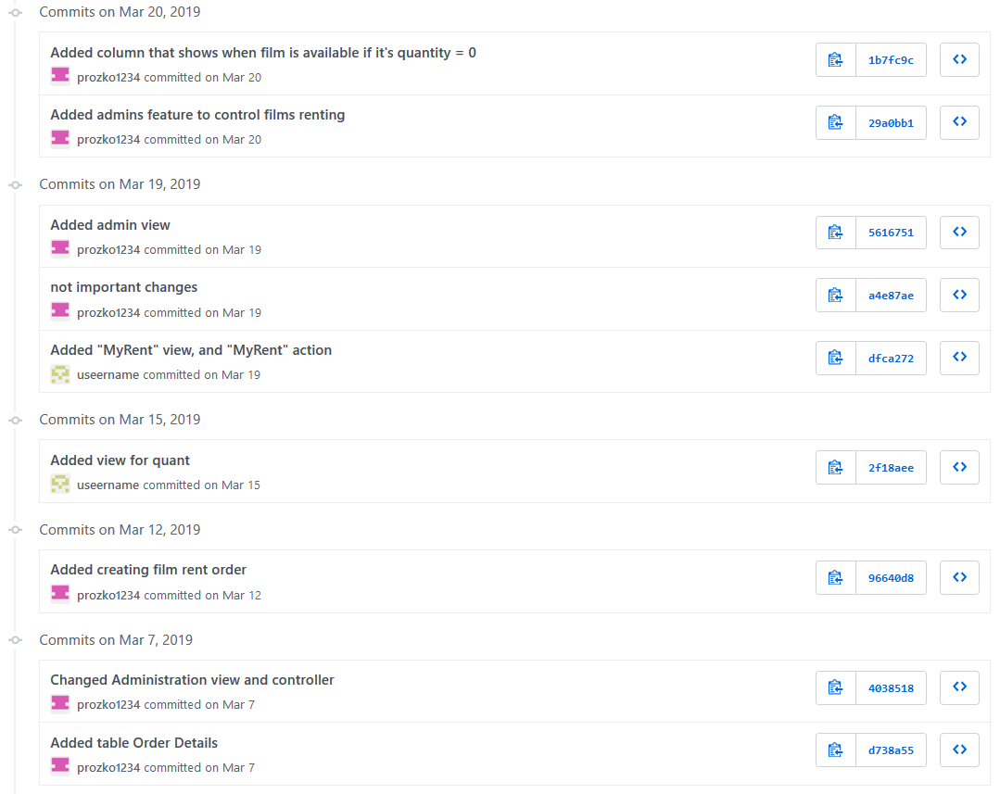 Commits on Mar 20, 2019
Added column that shows when film is available if it's quantity = 0
prozko1234 committed on Mar 20
1b7fc9c
Added admins feature to control films renting
prozko1234 committed on Mar 20
29a0bb1
Commits on Mar 19, 2019
Added admin view
prozko1234 committed on Mar 19
5616751
not important changes
prozko1234 committed on Mar 19
a4e87ae
Added "MyRent" view, and "MyRent" action
useername committed on Mar 19
dfca272
Commits on Mar 15, 2019
Added view for quant
useername committed on Mar 15
2f18aee
Commits on Mar 12, 2019
Added creating film rent order
prozko1234 committed on Mar 12
96640d8
Commits on Mar 7, 2019
Changed Administration view and controller
prozko1234 committed on Mar 7
4038518
Added table Order Details
prozko1234 committed on Mar 7
d738a55